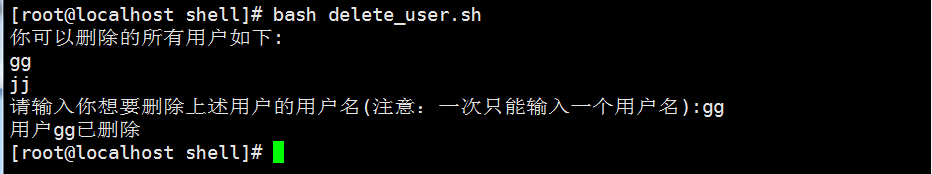 [root@localhost shell]# bash delete_user.sh
你可以删除的所有用户如下:
gg
jj
请输入你想要删除上述用户的用户名(注意：一次只能输入一个用户名):gg
用户gg已删除
[root@localhost shell]#